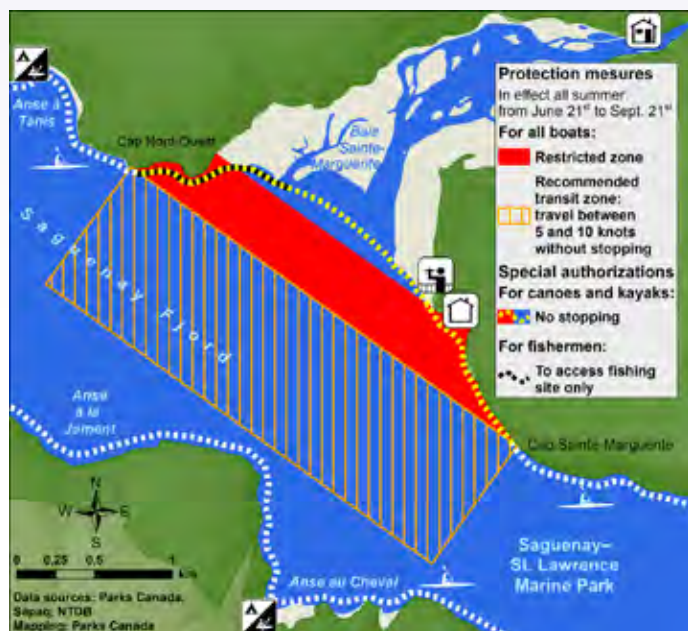 Protection mesures
In effect all summer
from June 21st to Sept. 21st
For all boats:
Restricted zone
Recommended
transit zone:
travel between
5 and 10 knots
without stopping
Special authorizations
For canoes and kayaks:
No stopping
For fishermen:
To access fishing
site only
Anse à
Tanis
Cap Nord-Ouest
Baie
Sainte-
Marguerite
Saguenay Fjord
Anse
à la
Jument
Cap Sainte-Marguerite
N
W E
S
0 0,25 0,5 1
km
Saguenay–
St. Lawrence
Marine Park
Anse au Cheval
Data sources: Parks Canada,
Sépaq, NTDB
Mapping: Parks Canada